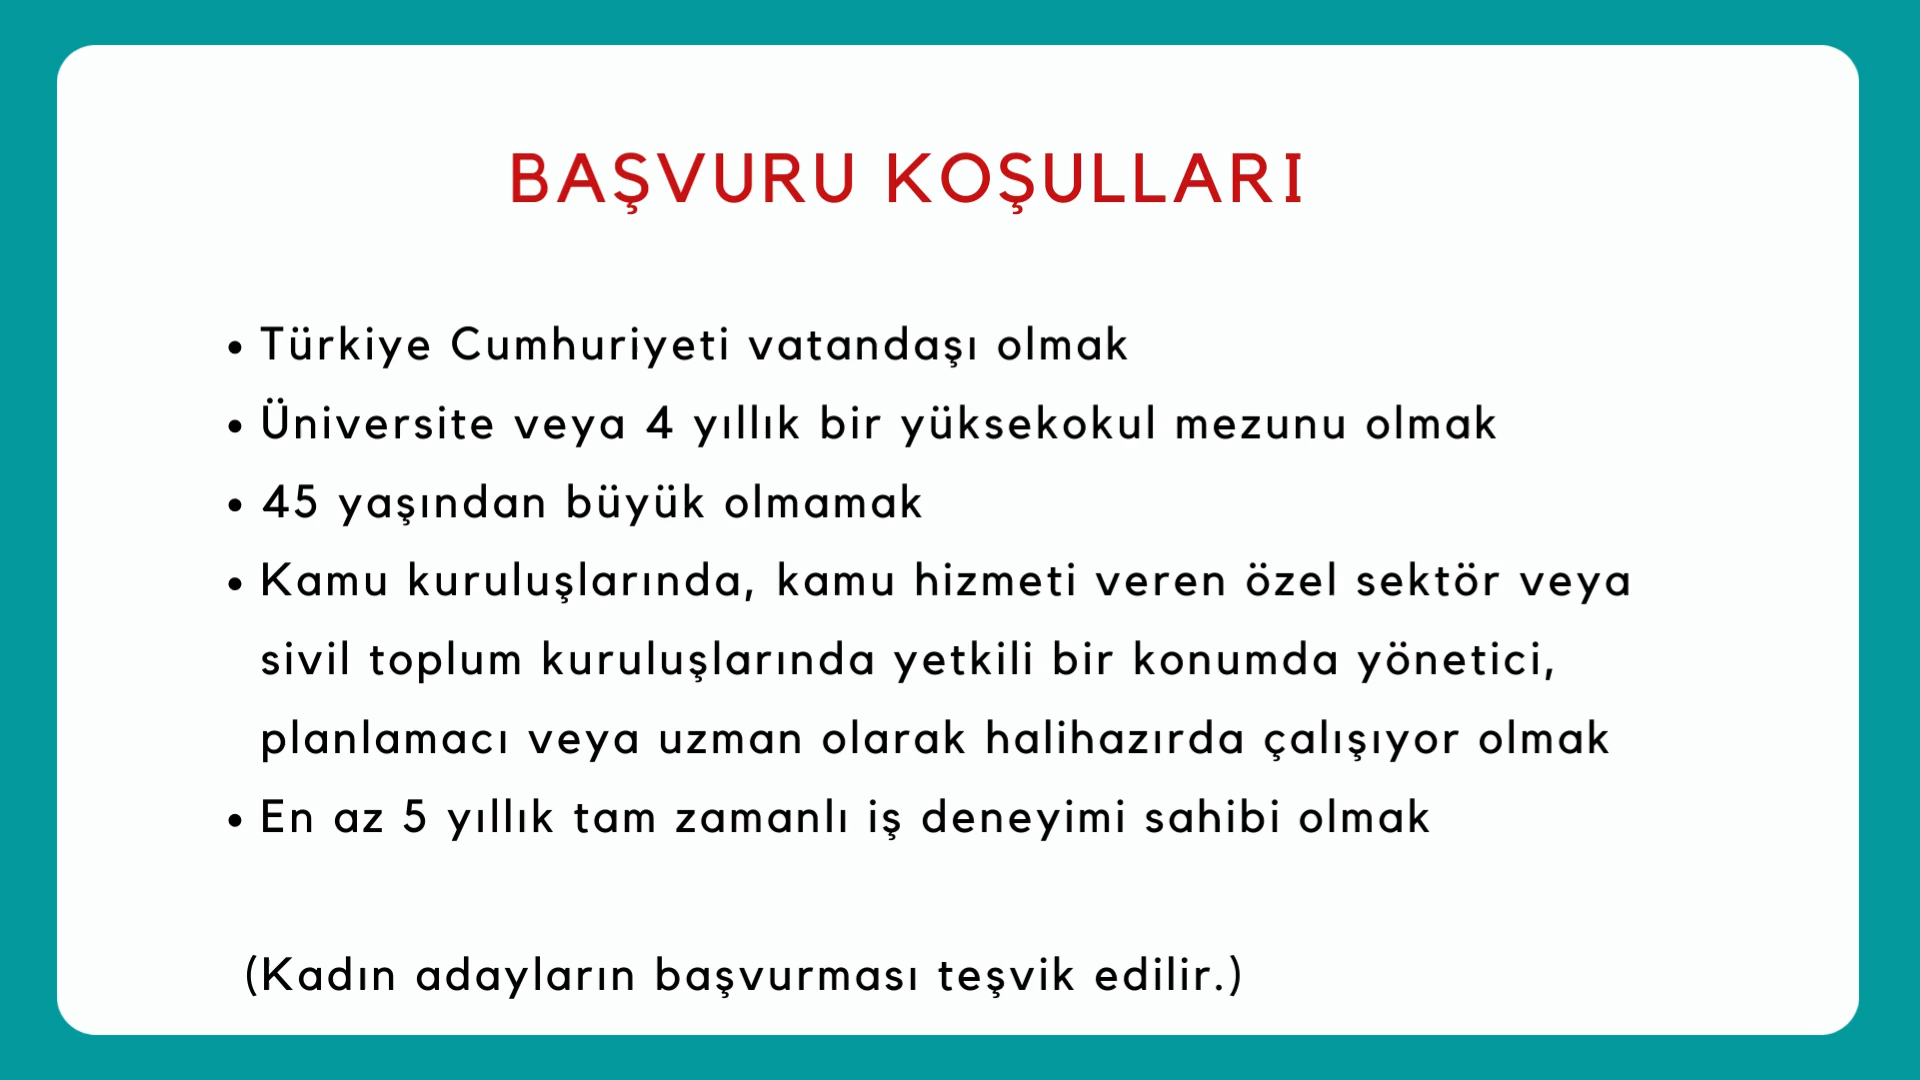 BAŞVURU KOŞULLARI
• Türkiye Cumhuriyeti vatandaşı olmak
• Üniversite veya 4 yıllık bir yüksekokul mezunu olmak
• 45 yaşından büyük olmamak
• Kamu kuruluşlarında, kamu hizmeti veren özel sektör veya
sivil toplum kuruluşlarında yetkili bir konumda yönetici,
planlamacı veya uzman olarak halihazırda çalışıyor olmak
• En az 5 yıllık tam zamanlı iş deneyimi sahibi olmak
(Kadın adayların başvurması teşvik edilir.)